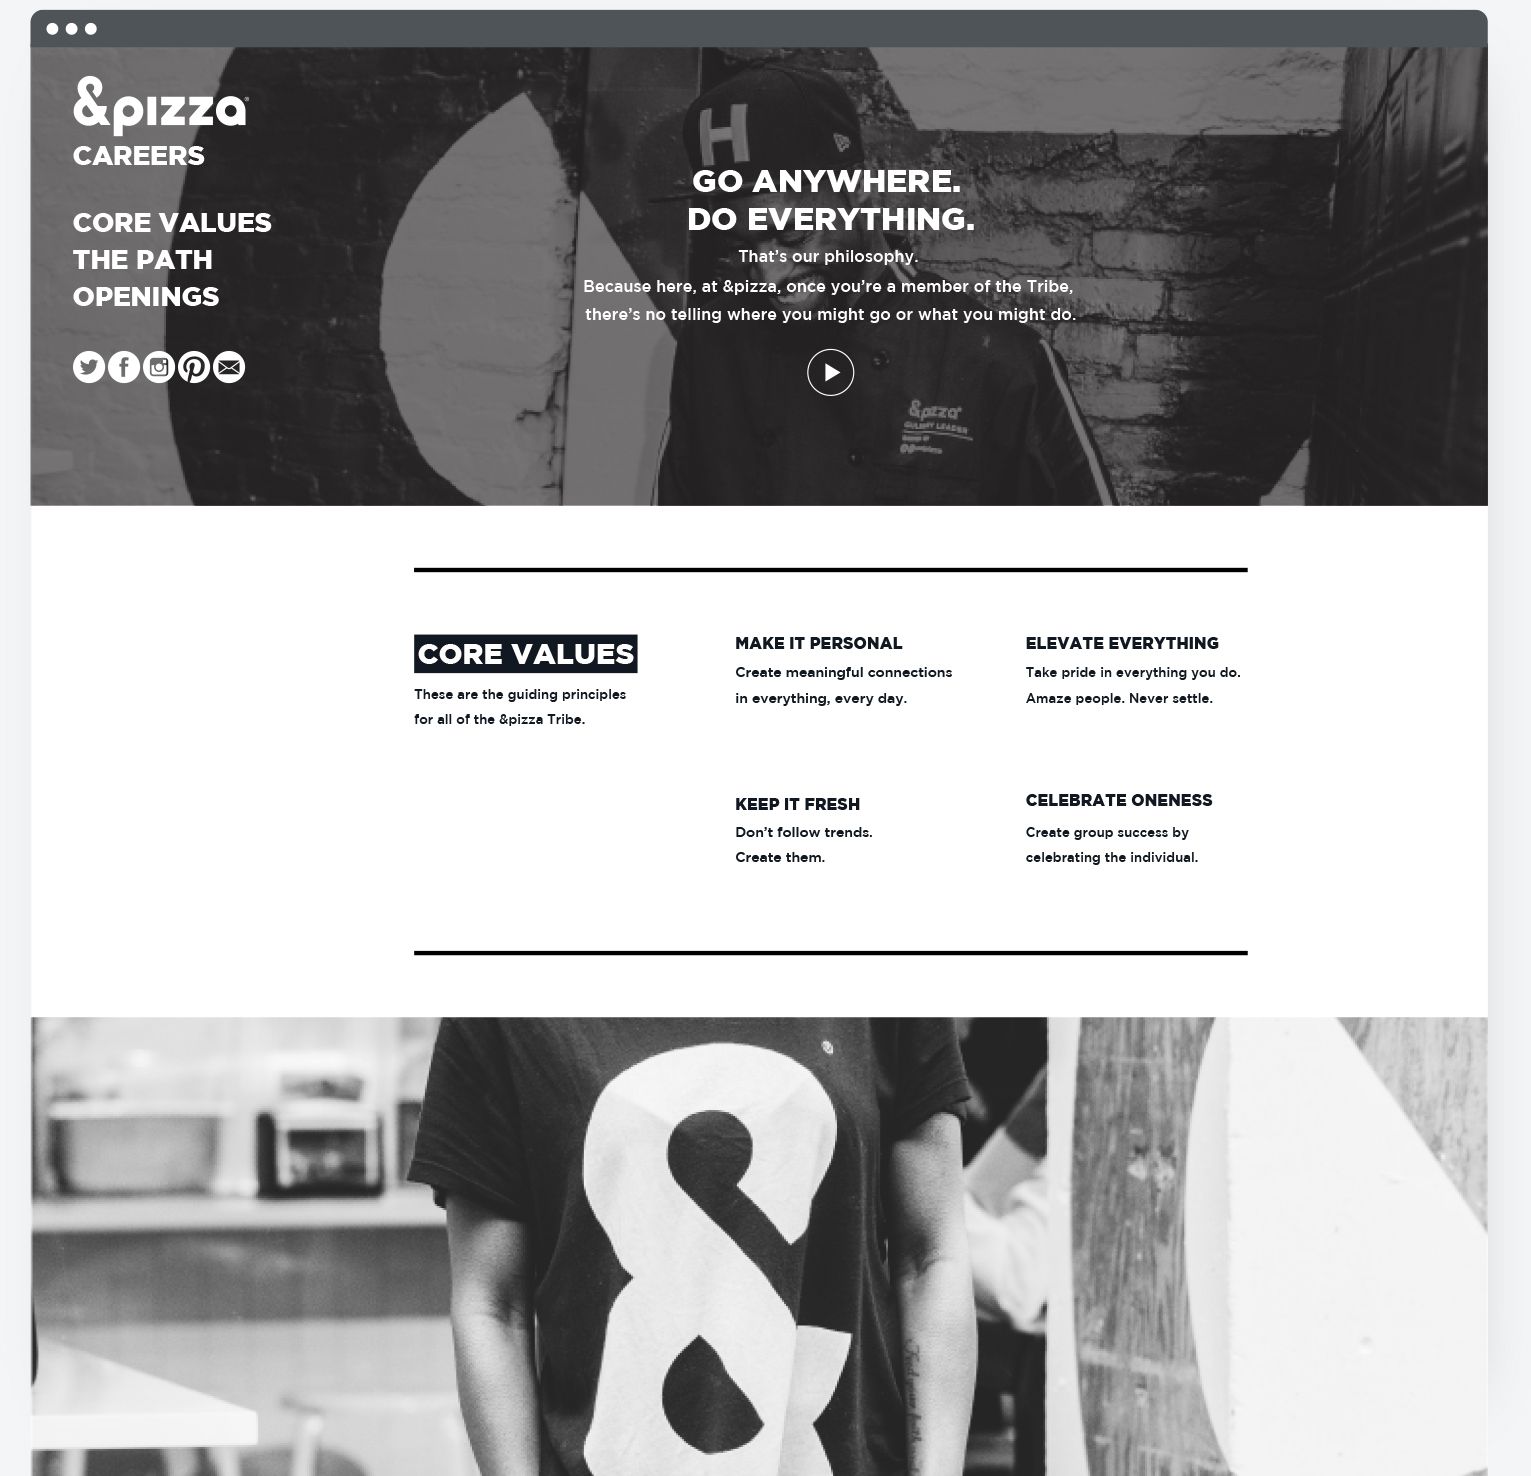 &pizza
CAREERS
CORE VALUES
THE PATH
OPENINGS
H
GO ANYWHERE.
DO EVERYTHING.
That’s our philosophy.
Because here, at &pizza, once you’re a member of the Tribe,
there’s no telling where you might go or what you might do.
&pizza
CORE VALUES
These are the guiding principles
for all of the &pizza Tribe.
MAKE IT PERSONAL
Create meaningful connections
in everything, every day.
ELEVATE EVERYTHING
Take pride in everything you do.
Amaze people. Never settle.
KEEP IT FRESH
Don’t follow trends.
Create them.
CELEBRATE ONENESS
Create group success by
celebrating the individual.
&